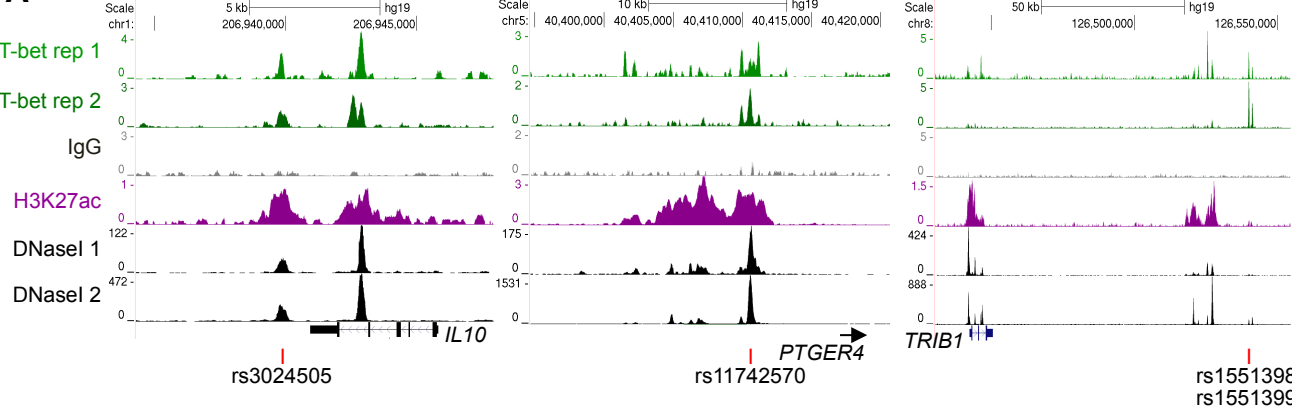 Scale 5 kb hg19
chr1: 206,940,000 206,945,000
T-bet rep 1 4 - 0
T-bet rep 2 3 - 0
IgG 3 - 0
H3K27ac 1 - 0
DNaseI 1 122 - 0
DNaseI 2 472 - 0
IL10
rs3024505
Scale 10 kb hg19
chr5: 40,400,000 40,405,000 40,410,000 40,415,000 40,420,000
3 - 0
2 - 0
2 - 0
3 - 0
175 - 0
1531 - 0
PTGER4
rs11742570
Scale 50 kb hg19
chr8: 126,500,000 126,550,000
5 - 0
5 - 0
5 - 0
1.5 - 0
424 - 0
888 - 0
TRIB1
rs1551398
rs1551399